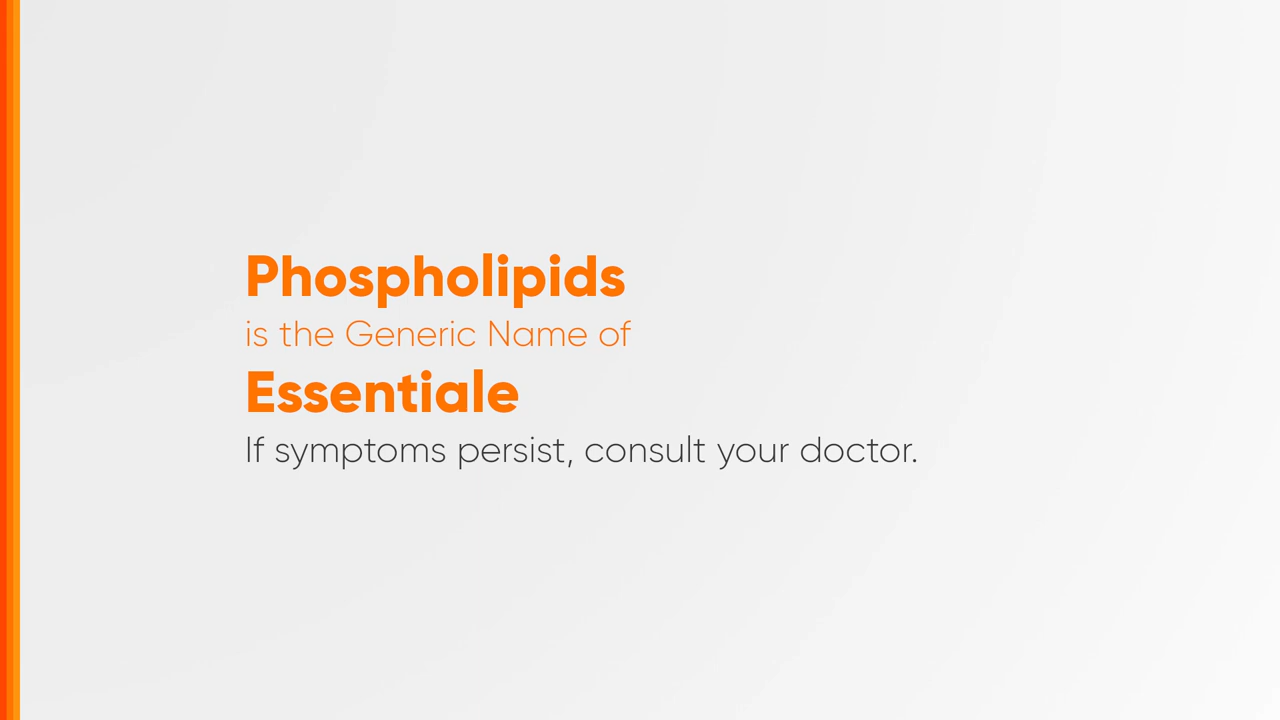 Phospholipids
is the Generic Name of
Essentiale
If symptoms persist, consult your doctor.